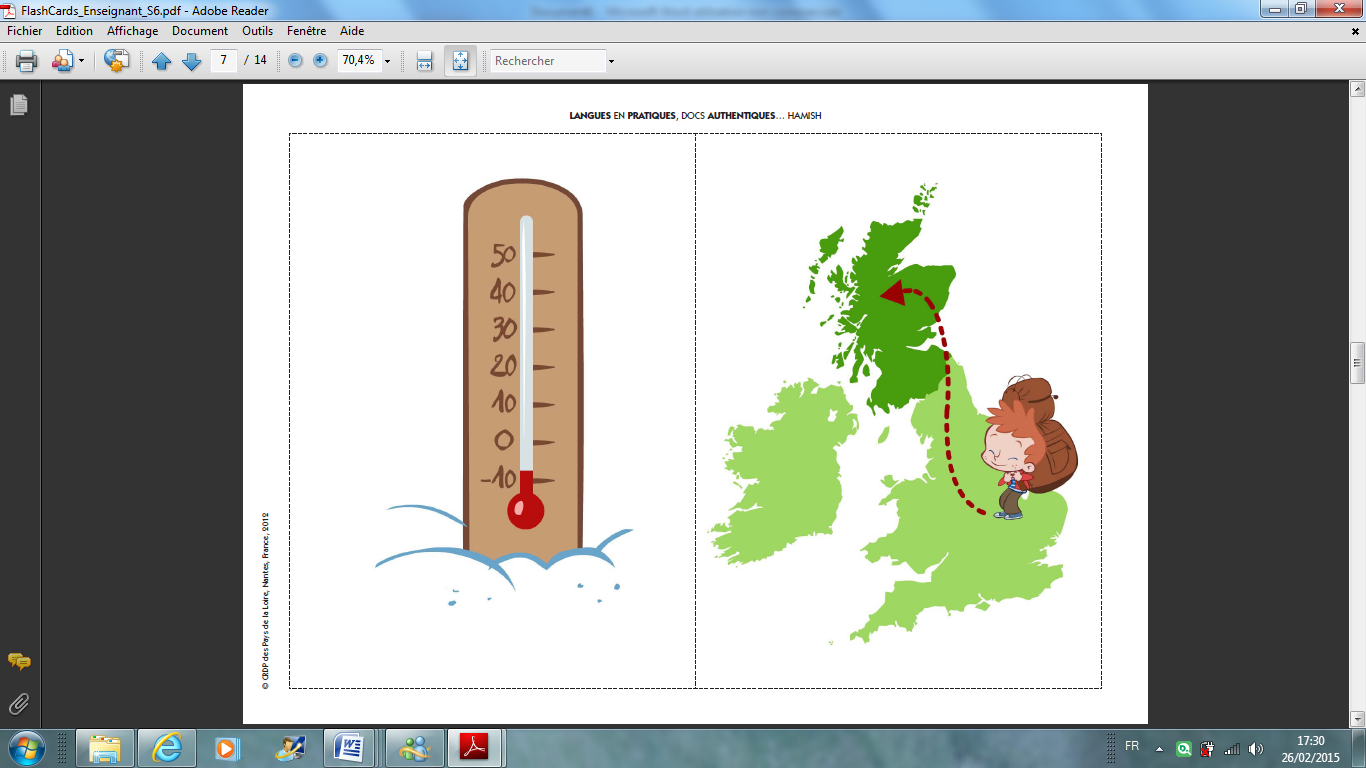 FlashCards_Enseignant_S6.pdf - Adobe Reader
Fichier Edition Affichage Document Outils Fenêtre Aide
7 / 14 70,4% Rechercher
LANGUES EN PRATIQUES, DOCS AUTHENTIQUES... HAMISH
50
40
30
20
10
0
-10
© CRDP des Pays de la Loire, Nantes, France, 2012
FR 17:30
26/02/2015